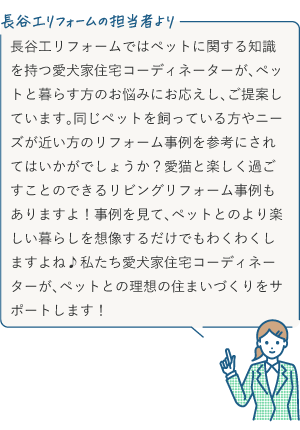 長谷工リフォームの担当者より
長谷工リフォームではペットに関する知識
を持つ愛犬家住宅コーディネーターが、ペッ
トと暮らす方のお悩みにお応えし、ご提案し
ています。同じペットを飼っている方やニー
ズが近い方のリフォーム事例を参考にされ
てはいかがでしょうか？愛猫と楽しく過ご
すことのできるリビングリフォーム事例も
ありますよ！事例を見て、ペットとのより楽
しい暮らしを想像するだけでもわくわくし
ますよね♪私たち愛犬家住宅コーディネー
ターが、ペットとの理想の住まいづくりをサ
ポートします！